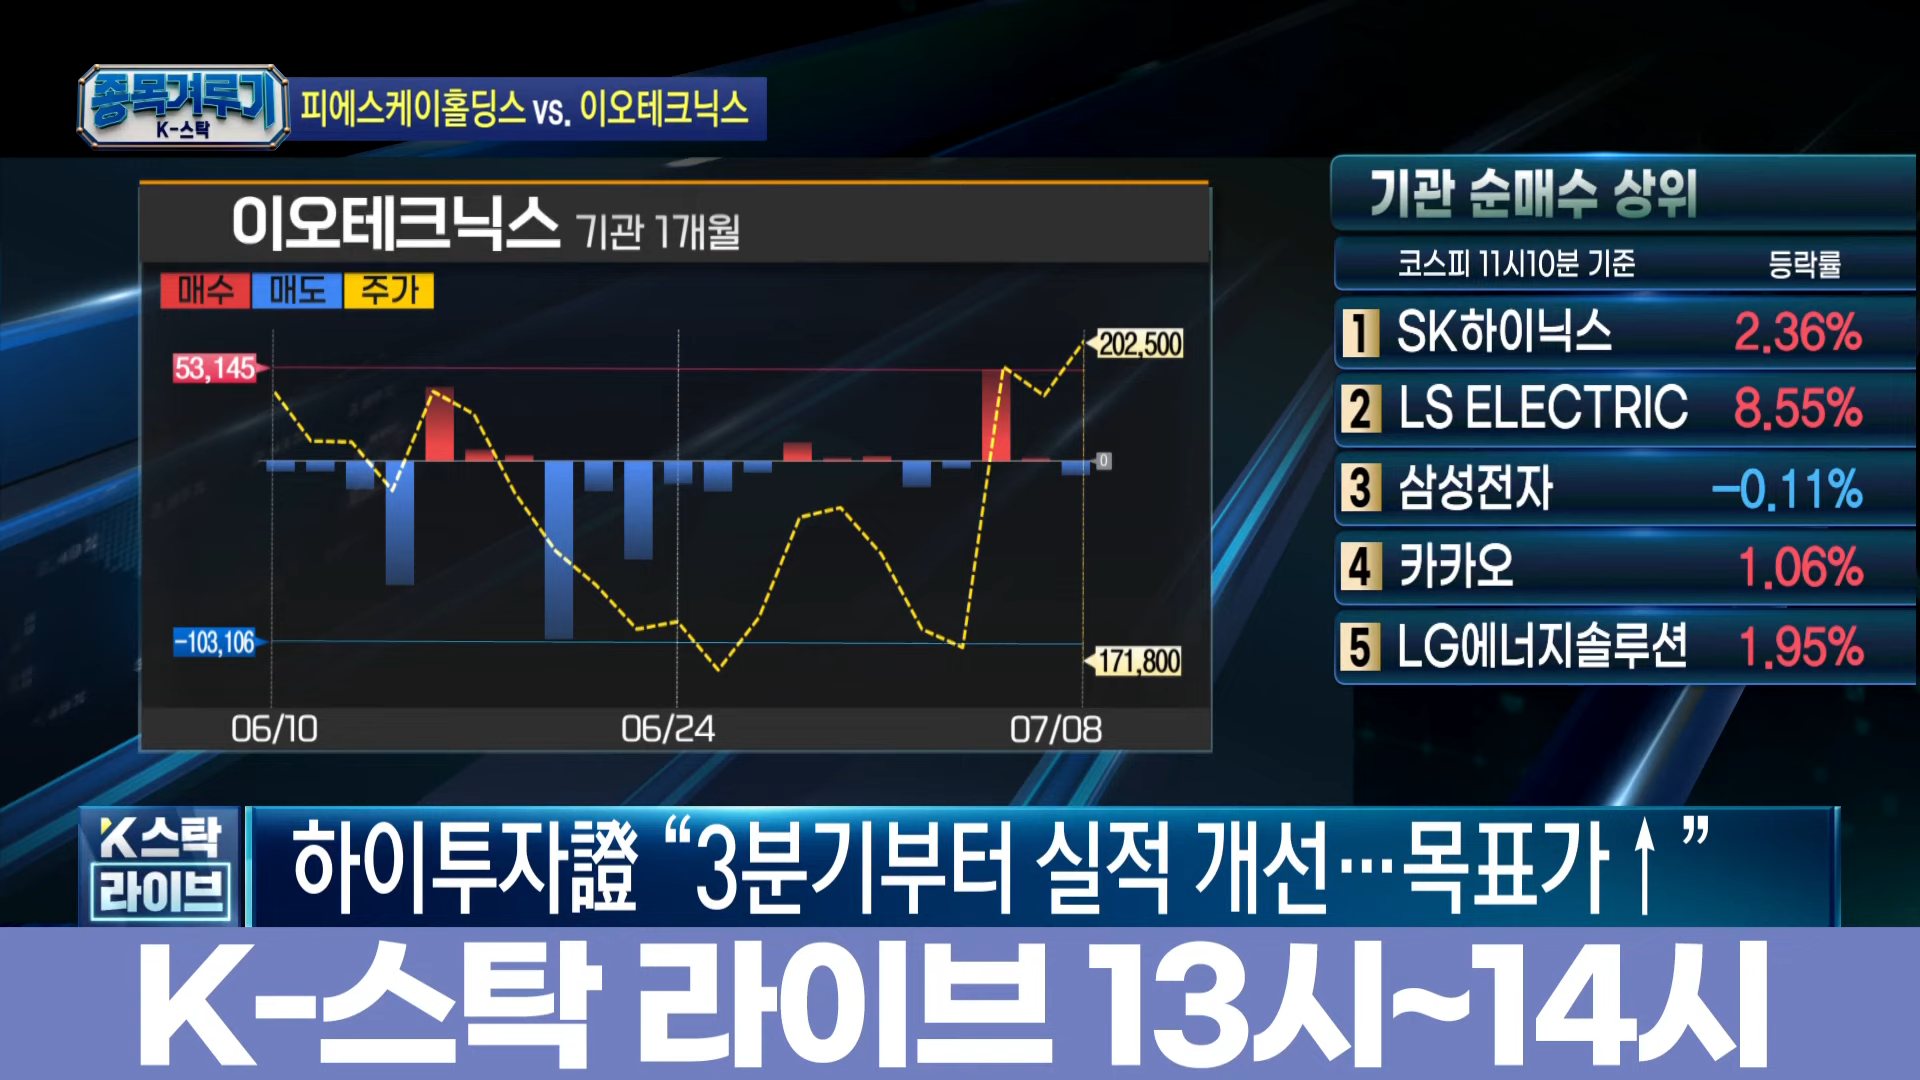 종목겨루기
K-스탁
피에스케이홀딩스 vs. 이오테크닉스
이오테크닉스 기관 1개월
매수 매도 주가
53,145
202,500
0
-103,106
171,800
06/10 06/24 07/08
기관 순매수 상위
코스피 11시10분 기준 등락률
1 SK하이닉스 2.36%
2 LS ELECTRIC 8.55%
3 삼성전자 -0.11%
4 카카오 1.06%
5 LG에너지솔루션 1.95%
K스탁
라이브
하이투자證 “3분기부터 실적 개선…목표가↑”
K-스탁 라이브 13시~14시